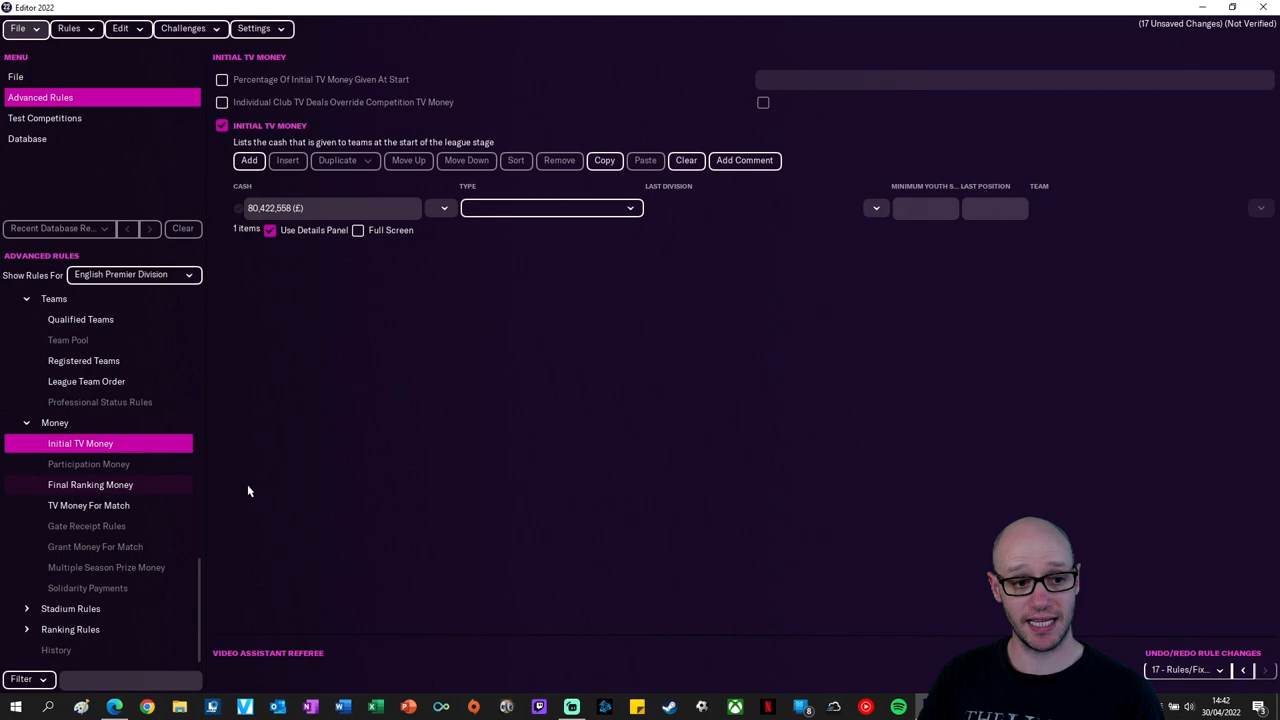 Editor 2022
File Rules Edit Challenges Settings (17 Unsaved Changes) (Not Verified)
MENU
File
Advanced Rules
Test Competitions
Database
Recent Database Re... Clear
ADVANCED RULES
Show Rules For English Premier Division
Teams
Qualified Teams
Team Pool
Registered Teams
League Team Order
Professional Status Rules
Money
Initial TV Money
Participation Money
Final Ranking Money
TV Money For Match
Gate Receipt Rules
Grant Money For Match
Multiple Season Prize Money
Solidarity Payments
Stadium Rules
Ranking Rules
History
Filter
INITIAL TV MONEY
Percentage Of Initial TV Money Given At Start
Individual Club TV Deals Override Competition TV Money
INITIAL TV MONEY
Lists the cash that is given to teams at the start of the league stage
Add Insert Duplicate Move Up Move Down Sort Remove Copy Paste Clear Add Comment
CASH TYPE LAST DIVISION MINIMUM YOUTH S... LAST POSITION TEAM
80,422,558 (£)
1 items Use Details Panel Full Screen
VIDEO ASSISTANT REFEREE
UNDO/REDO RULE CHANGES
17 - Rules/Fix...
14:42
30/04/2022